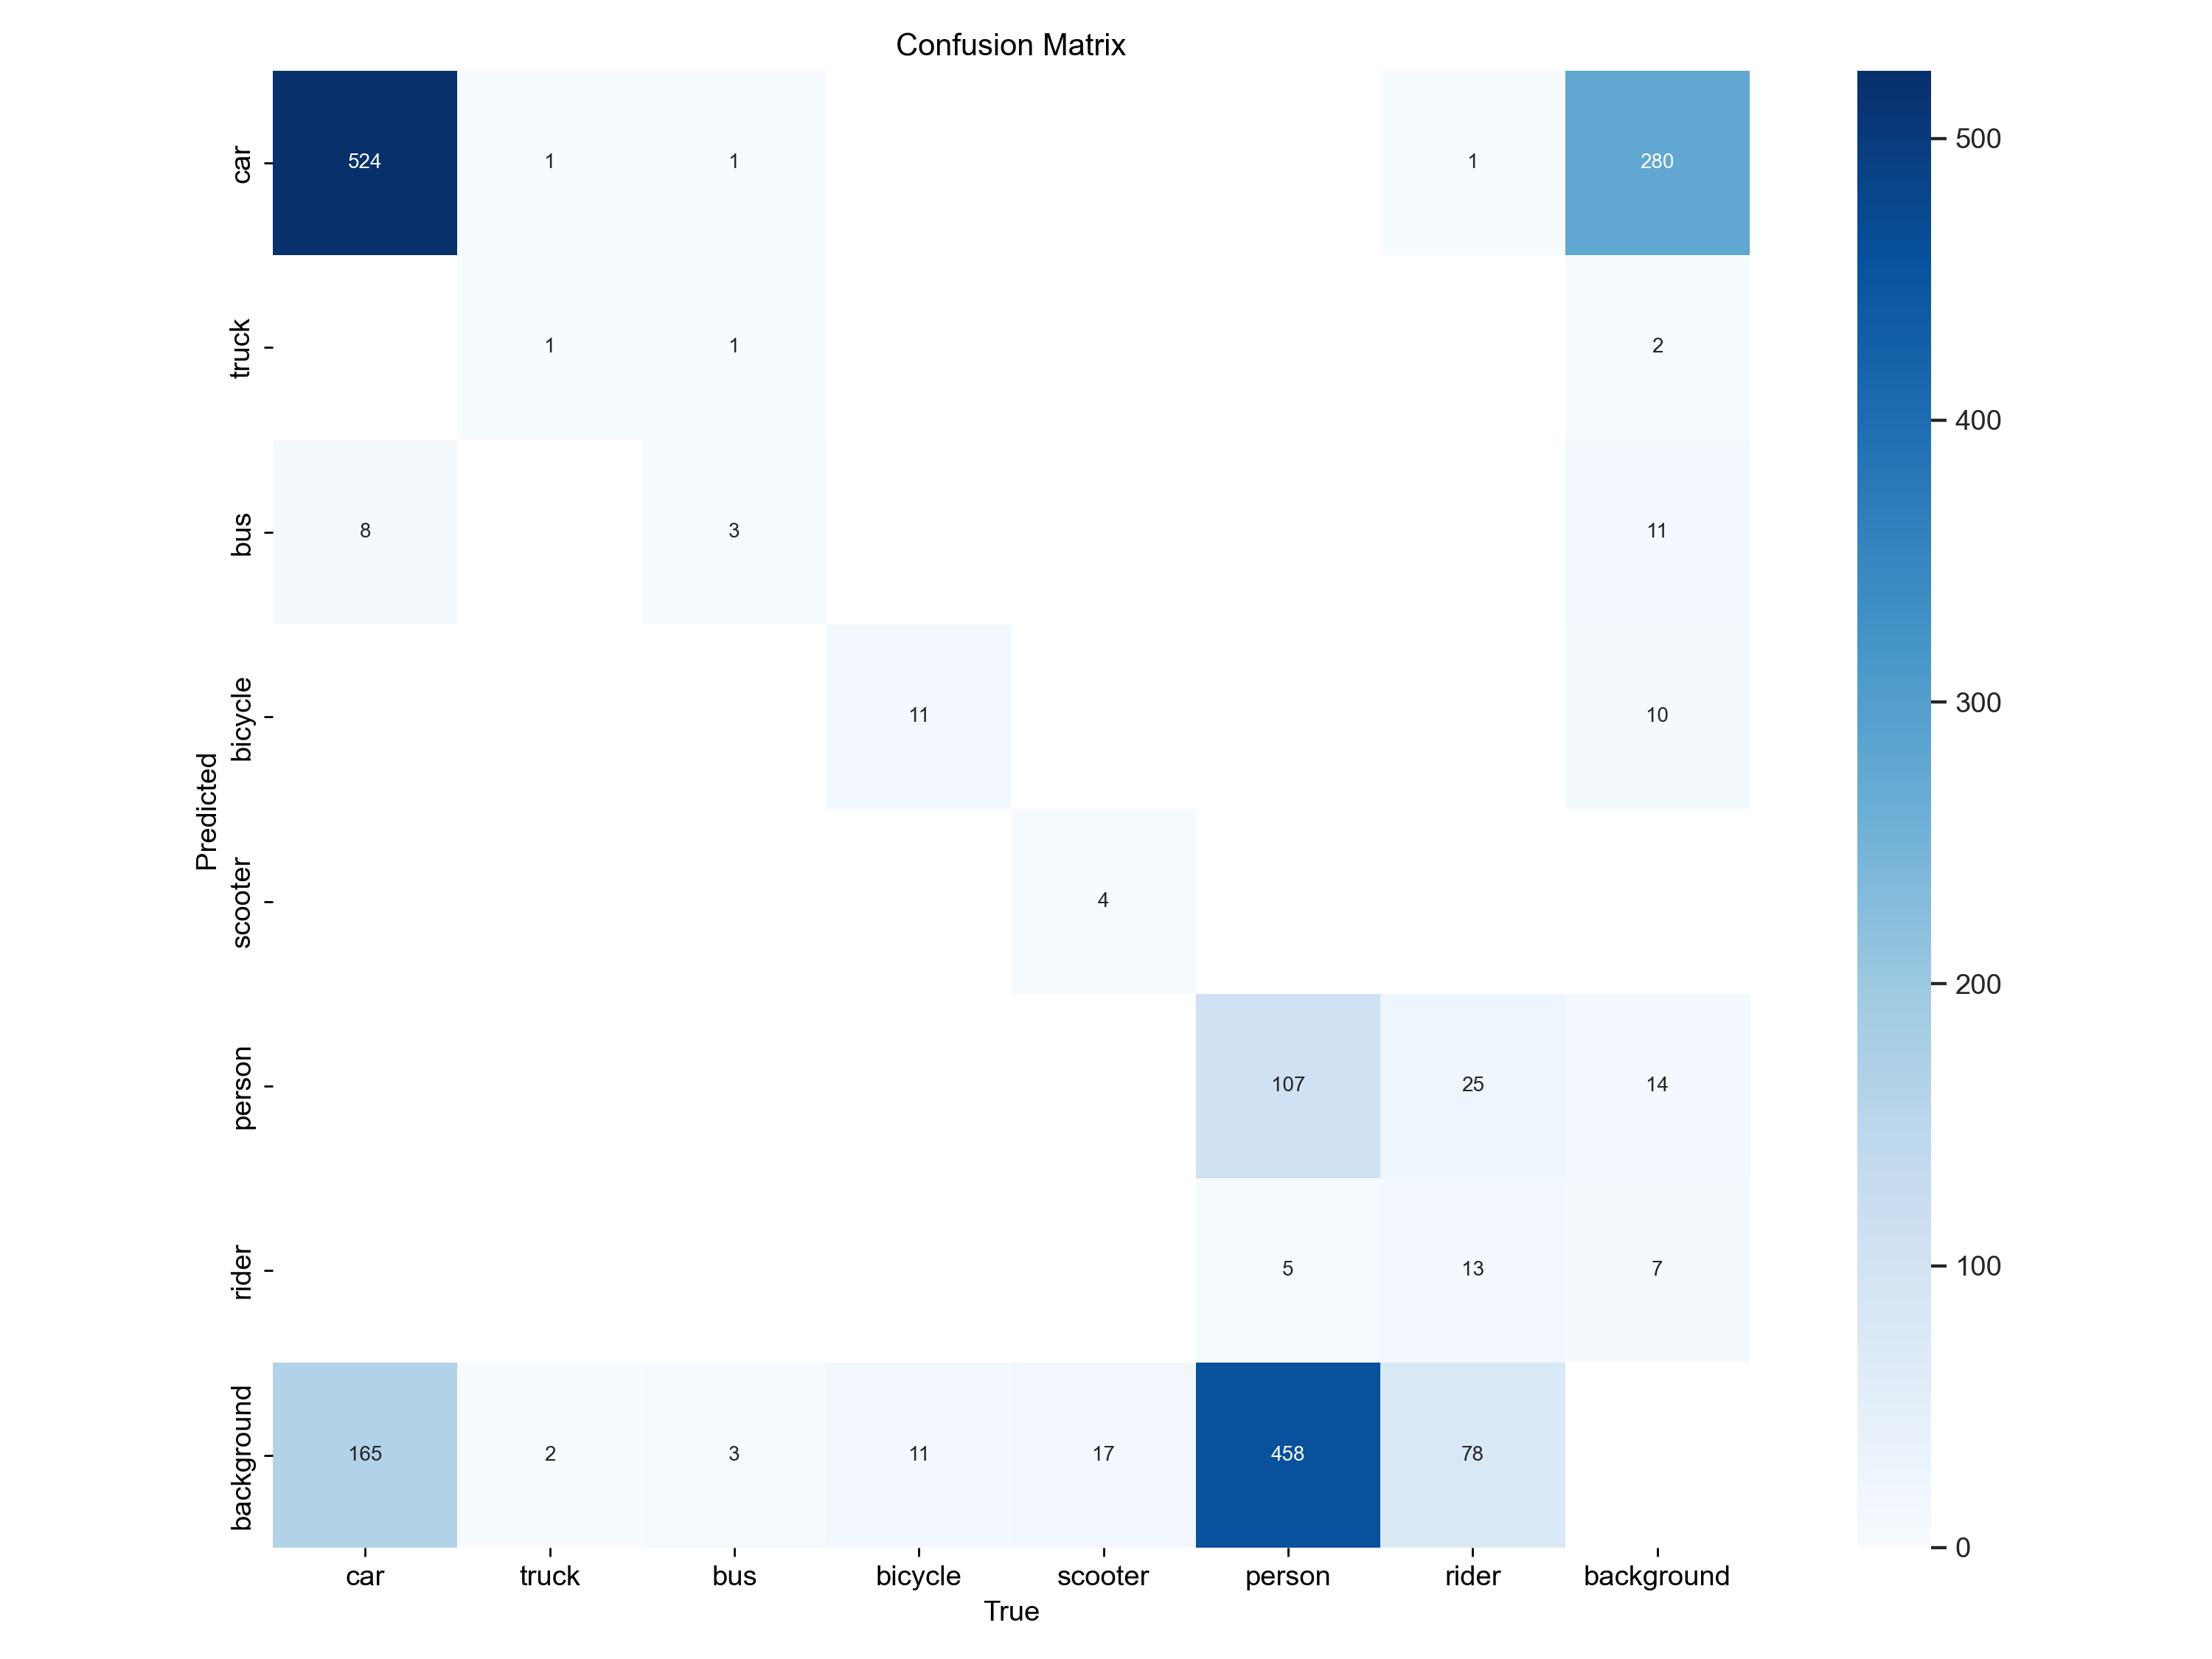 Confusion Matrix
car
524
1
1
1
280
500
truck
1
1
2
400
bus
8
3
11
300
bicycle
11
10
Predicted
scooter
4
200
person
107
25
14
rider
5
13
7
100
background
165
2
3
11
17
458
78
0
car
truck
bus
bicycle
scooter
person
rider
background
True